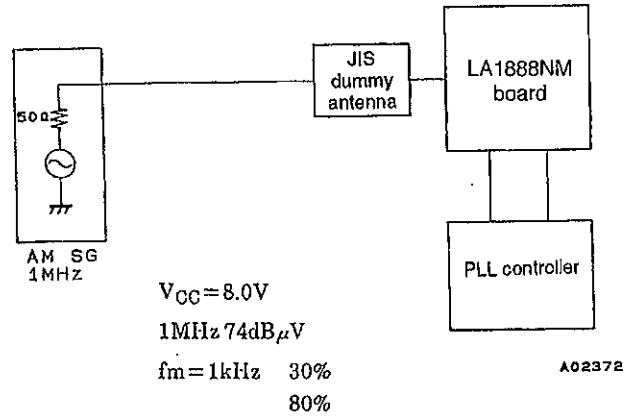 JIS
dummy
antenna
LA1888NM
board
50Ω
AM SG
1MHz
PLL controller
VCC=8.0V
1MHz 74dBμV
fm=1kHz 30%
80%
A02372